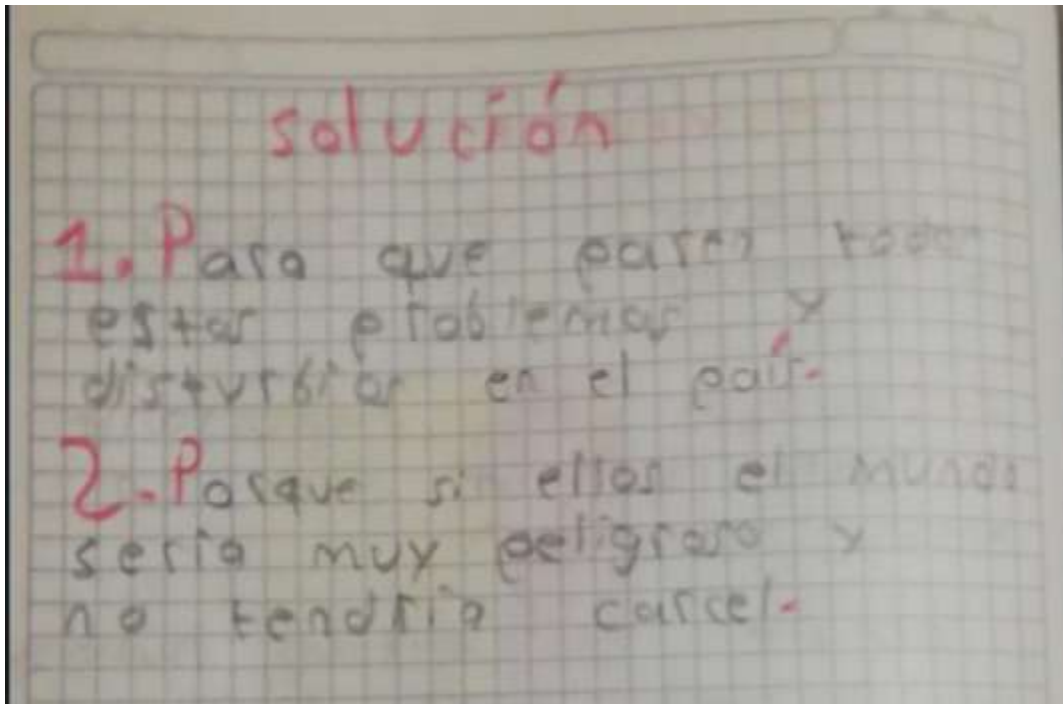 solución
1. Para que paren todos
estos problemas y
disturbios en el país.
2. Porque si ellos el mundo
sería muy peligroso y
no tendría carcel.